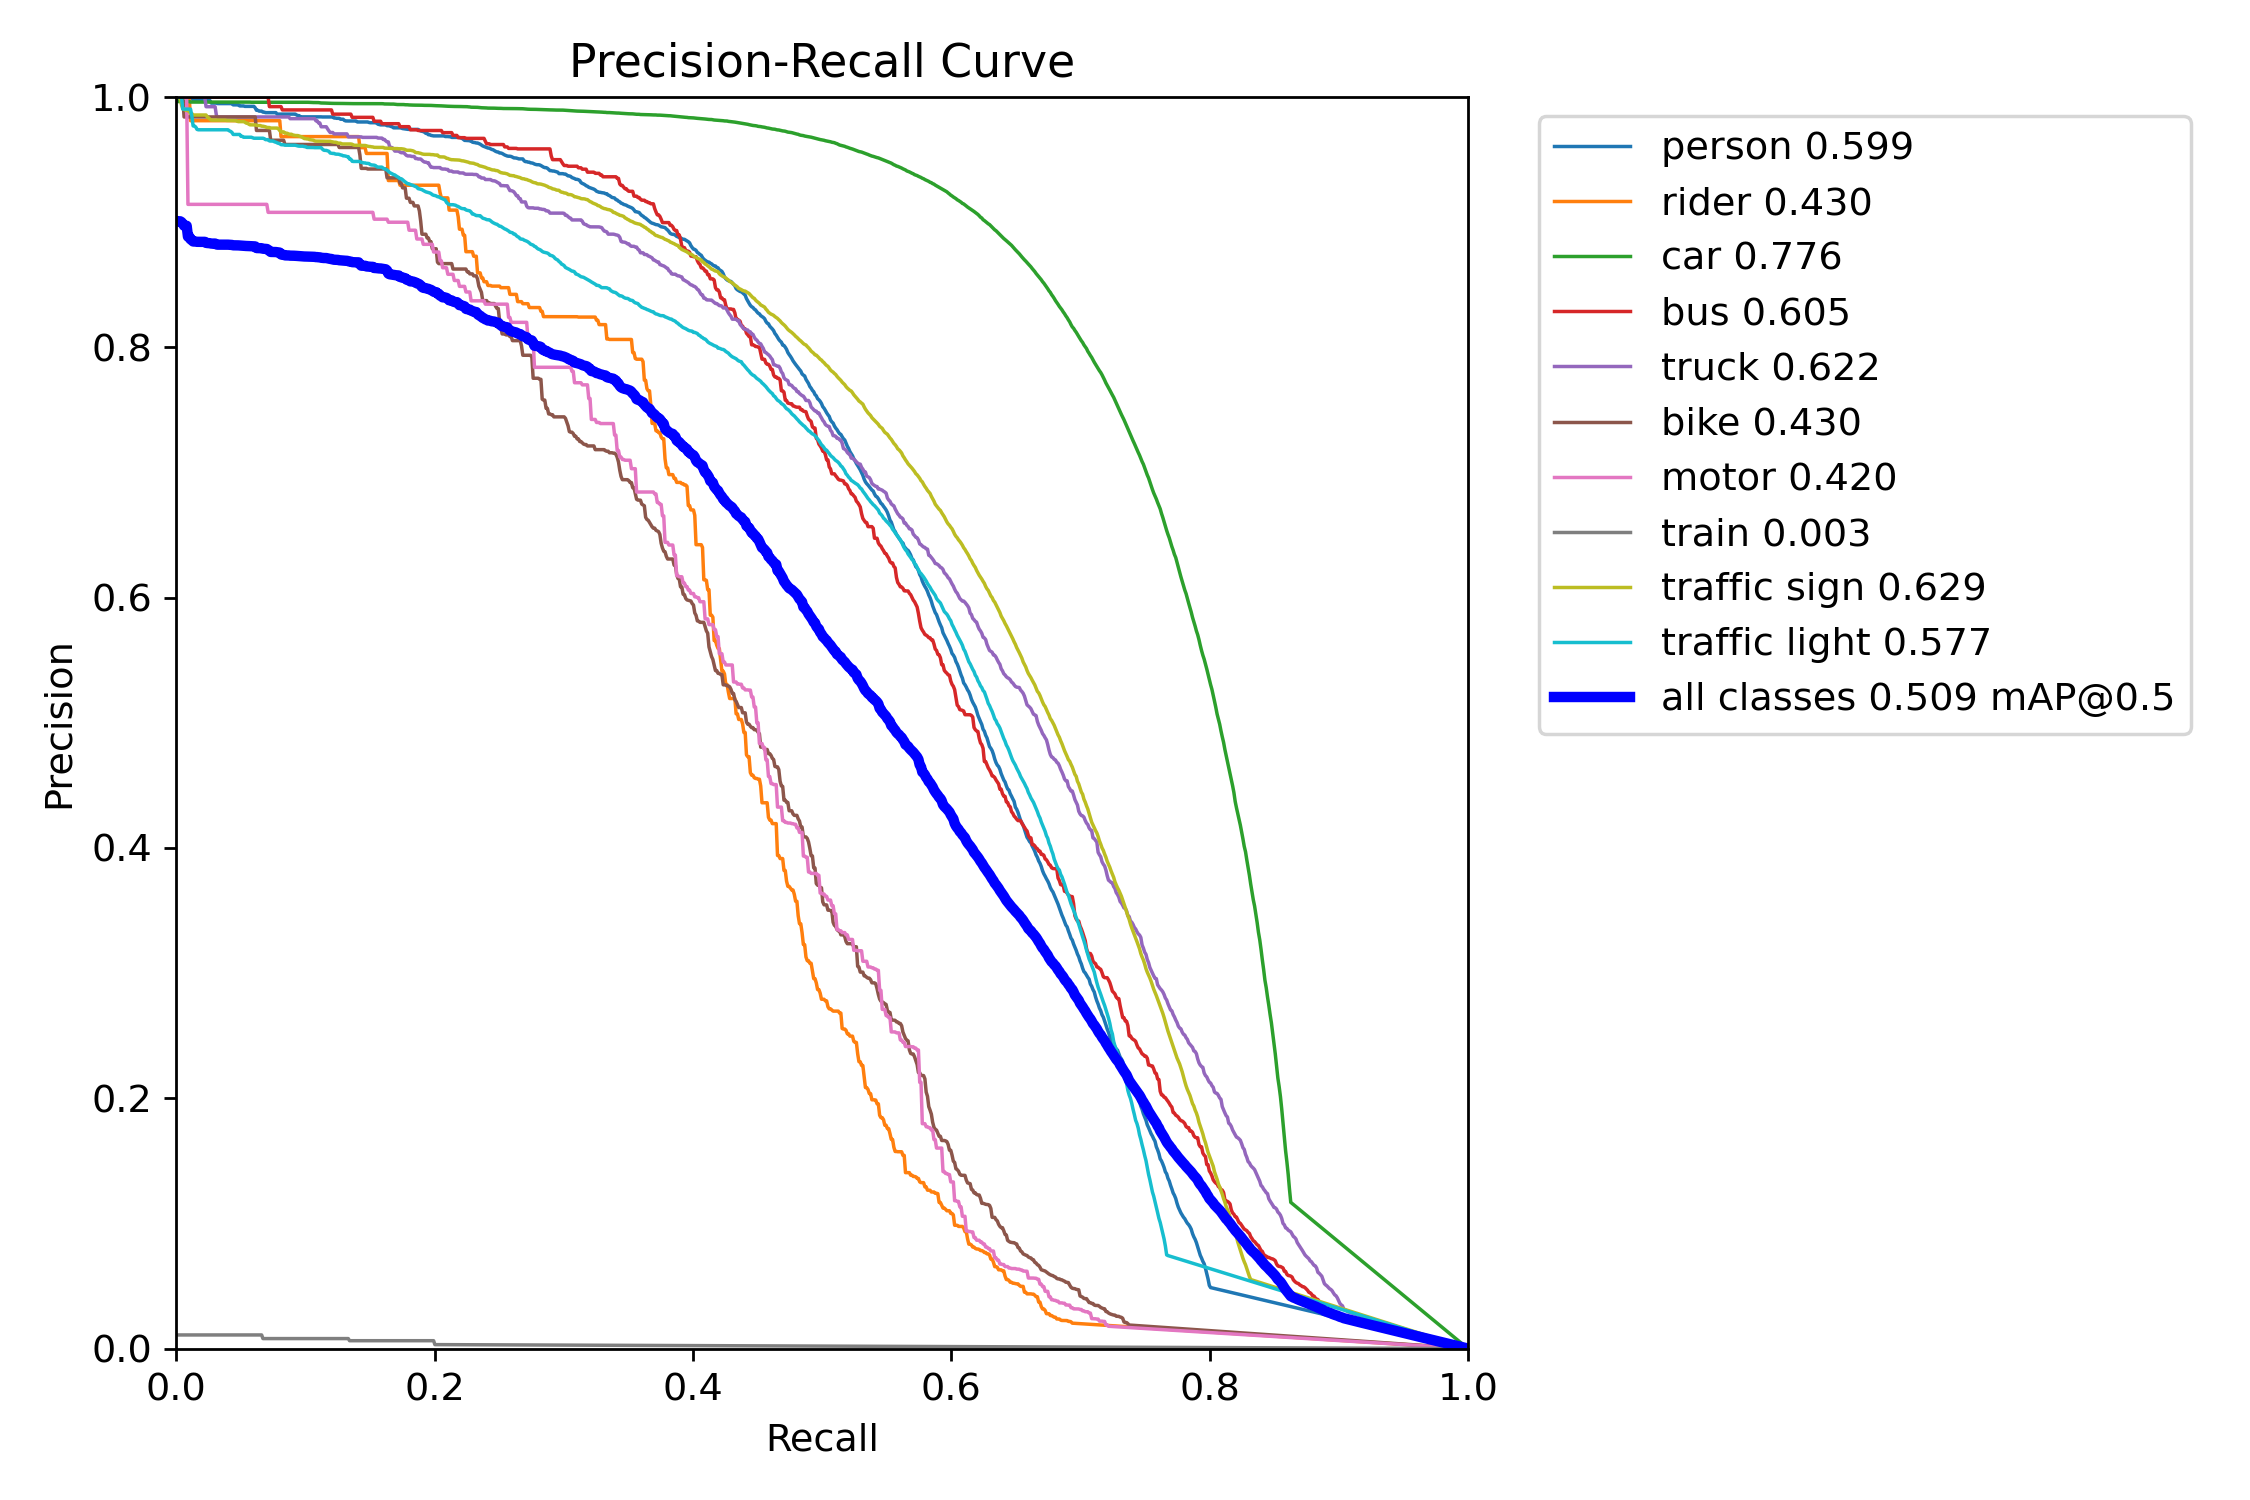 Precision-Recall Curve
1.0
0.8
0.6
0.4
0.2
0.0
Precision
0.0 0.2 0.4 0.6 0.8 1.0
Recall
person 0.599
rider 0.430
car 0.776
bus 0.605
truck 0.622
bike 0.430
motor 0.420
train 0.003
traffic sign 0.629
traffic light 0.577
all classes 0.509 mAP@0.5